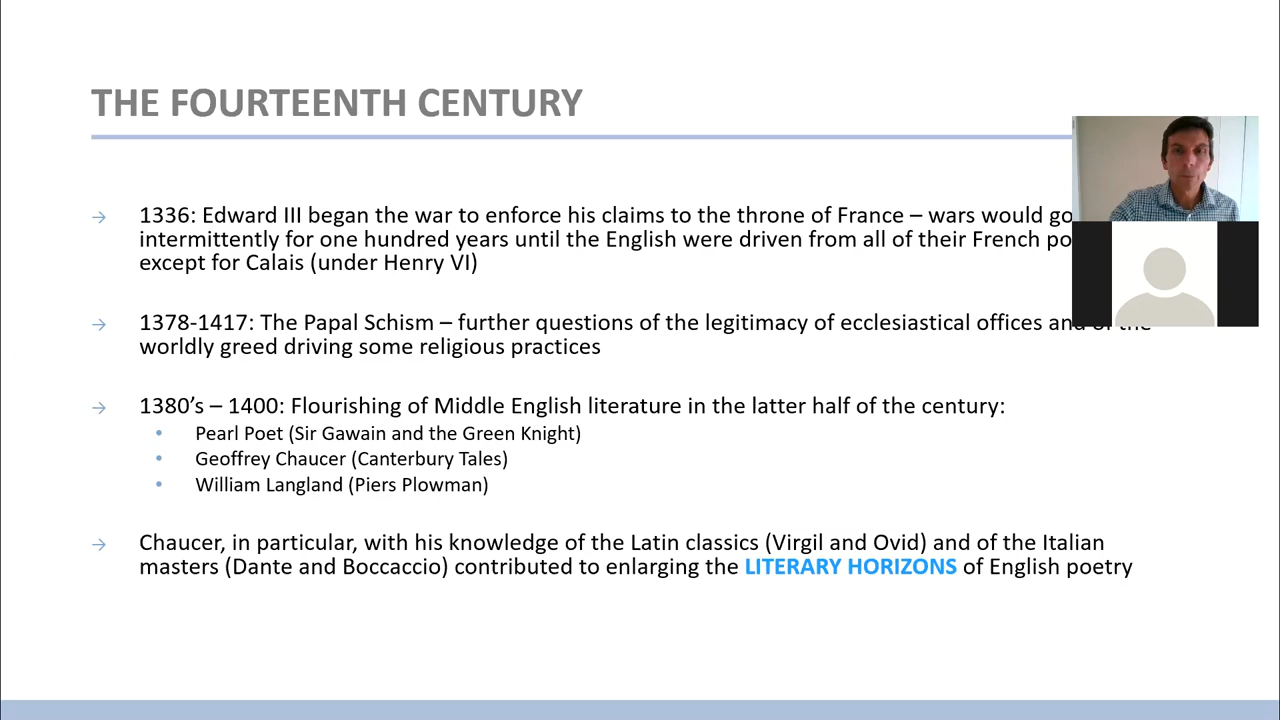 THE FOURTEENTH CENTURY
→ 1336: Edward III began the war to enforce his claims to the throne of France – wars would go
intermittently for one hundred years until the English were driven from all of their French po
except for Calais (under Henry VI)
→ 1378-1417: The Papal Schism – further questions of the legitimacy of ecclesiastical offices and of the
worldly greed driving some religious practices
→ 1380’s – 1400: Flourishing of Middle English literature in the latter half of the century:
• Pearl Poet (Sir Gawain and the Green Knight)
• Geoffrey Chaucer (Canterbury Tales)
• William Langland (Piers Plowman)
→ Chaucer, in particular, with his knowledge of the Latin classics (Virgil and Ovid) and of the Italian
masters (Dante and Boccaccio) contributed to enlarging the LITERARY HORIZONS of English poetry